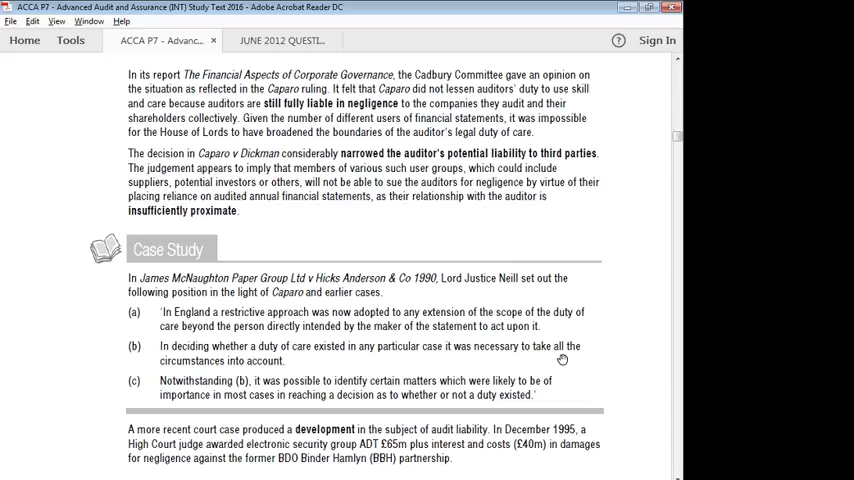 ACCA P7 - Advanced Audit and Assurance (INT) Study Text 2016 - Adobe Acrobat Reader DC
File Edit View Window Help
Home Tools ACCA P7 - Advanc... × JUNE 2012 QUESTI... ? Sign In
In its report The Financial Aspects of Corporate Governance, the Cadbury Committee gave an opinion on
the situation as reflected in the Caparo ruling. It felt that Caparo did not lessen auditors' duty to use skill
and care because auditors are still fully liable in negligence to the companies they audit and their
shareholders collectively. Given the number of different users of financial statements, it was impossible
for the House of Lords to have broadened the boundaries of the auditor's legal duty of care.
The decision in Caparo v Dickman considerably narrowed the auditor's potential liability to third parties.
The judgement appears to imply that members of various such user groups, which could include
suppliers, potential investors or others, will not be able to sue the auditors for negligence by virtue of their
placing reliance on audited annual financial statements, as their relationship with the auditor is
insufficiently proximate.
Case Study
In James McNaughton Paper Group Ltd v Hicks Anderson & Co 1990, Lord Justice Neill set out the
following position in the light of Caparo and earlier cases.
(a) 'In England a restrictive approach was now adopted to any extension of the scope of the duty of
care beyond the person directly intended by the maker of the statement to act upon it.
(b) In deciding whether a duty of care existed in any particular case it was necessary to take all the
circumstances into account.
(c) Notwithstanding (b), it was possible to identify certain matters which were likely to be of
importance in most cases in reaching a decision as to whether or not a duty existed.'
A more recent court case produced a development in the subject of audit liability. In December 1995, a
High Court judge awarded electronic security group ADT £65m plus interest and costs (£40m) in damages
for negligence against the former BDO Binder Hamlyn (BBH) partnership.